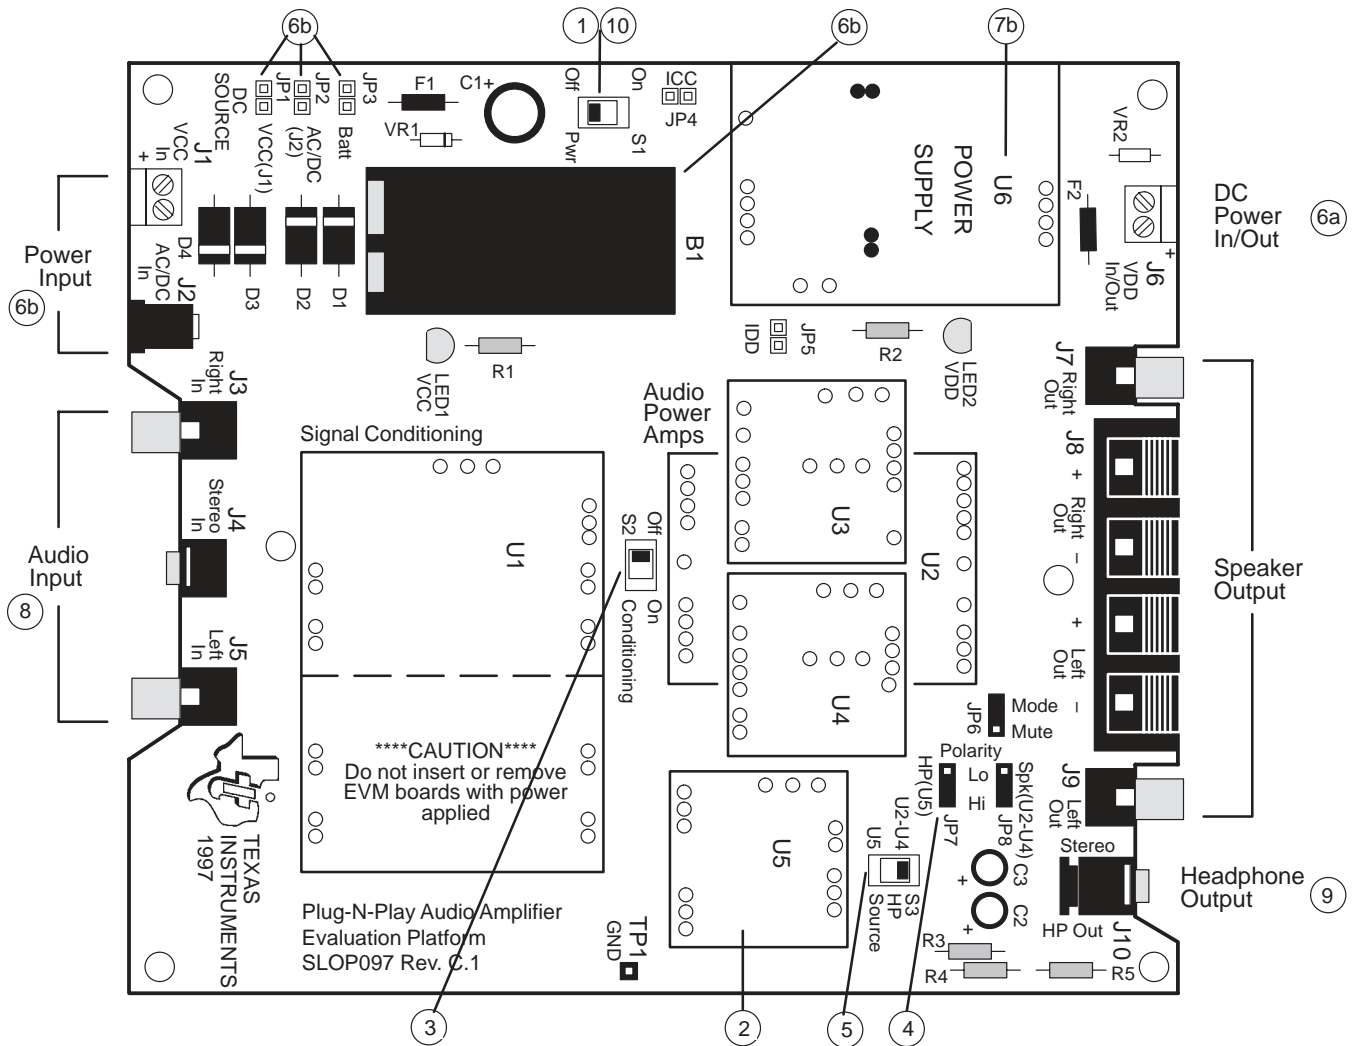 6b
1
10
6b
7b
DC
SOURCE
JP1
VCC(J1)
JP2
AC/DC
(J2)
JP3
Batt
F1
VR1
C1+
Off
On
Pwr
S1
ICC
JP4
POWER
SUPPLY
U6
VR2
F2
+
J6
VDD
In/Out
DC
Power
In/Out
6a
J1
VCC
In
+
Power
Input
6b
D4
AC/DC
In
J2
D3
D2
D1
B1
LED1
VCC
R1
IDD
JP5
R2
LED2
VDD
J3
Right
In
Audio
Power
Amps
J7
Right
Out
Signal Conditioning
J4
Stereo
In
Audio
Input
8
U1
S2
Off
On
Conditioning
U3
U2
U4
J8
+
Right
Out
–
+
Left
Out
–
Speaker
Output
J5
Left
In
****CAUTION****
Do not insert or remove
EVM boards with power
applied
JP6
Mode
Mute
Polarity
HP(U5)
Lo
Hi
JP7
Spk(U2-U4)
JP8
J9
Left
Out
TEXAS
INSTRUMENTS
1997
U5
U5
U2-U4
S3
HP
Source
+
C3
+
C2
Stereo
HP Out
J10
Headphone
Output
9
Plug-N-Play Audio Amplifier
Evaluation Platform
SLOP097 Rev. C.1
TP1
GND
R3
R4
R5
3
2
5
4